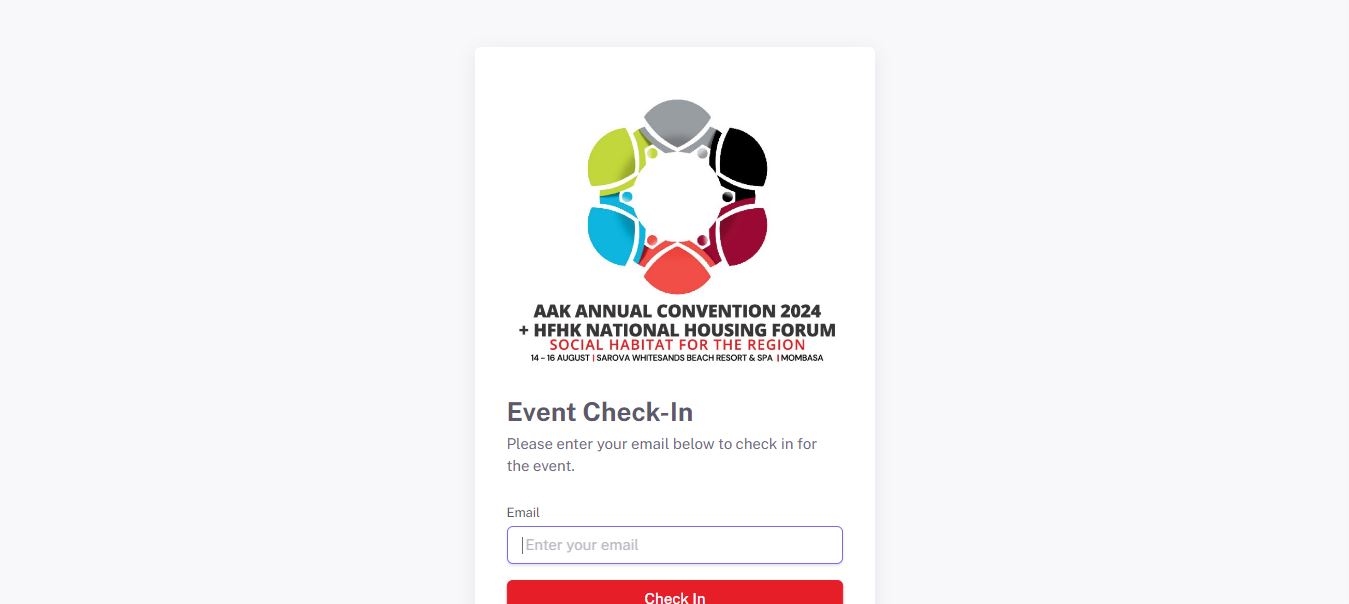 AAK ANNUAL CONVENTION 2024
+ HFHK NATIONAL HOUSING FORUM
SOCIAL HABITAT FOR THE REGION
14 – 16 AUGUST | SAROVA WHITESANDS BEACH RESORT & SPA | MOMBASA
Event Check-In
Please enter your email below to check in for
the event.
Email
Enter your email
Check In